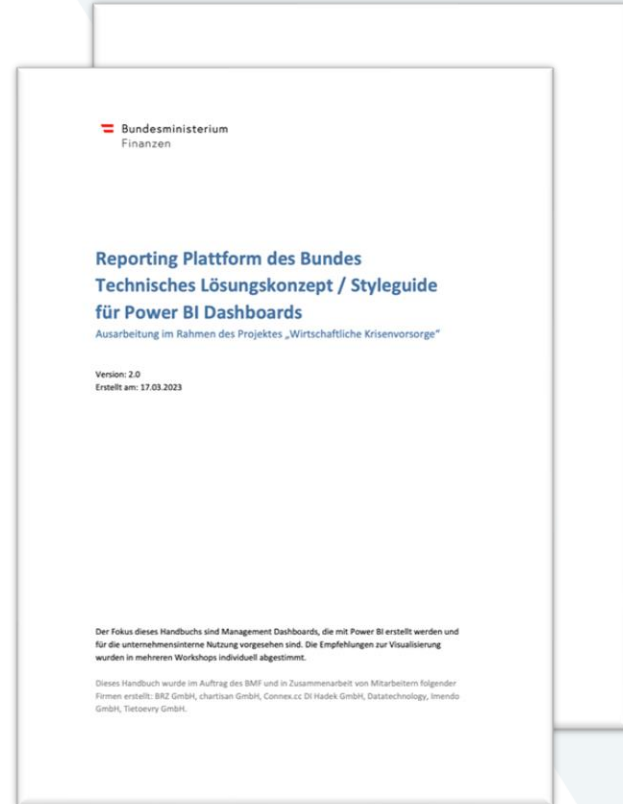 Bundesministerium
Finanzen
Reporting Plattform des Bundes
Technisches Lösungskonzept / Styleguide
für Power BI Dashboards
Ausarbeitung im Rahmen des Projektes „Wirtschaftliche Krisenvorsorge“
Version: 2.0
Erstellt am: 17.03.2023
Der Fokus dieses Handbuchs sind Management Dashboards, die mit Power BI erstellt werden und
für die unternehmensinterne Nutzung vorgesehen sind. Die Empfehlungen zur Visualisierung
wurden in mehreren Workshops individuell abgestimmt.
Dieses Handbuch wurde im Auftrag des BMF und in Zusammenarbeit von Mitarbeitern folgender
Firmen erstellt: BRZ GmbH, chartisan GmbH, Connex.cc DI Hadek GmbH, Datatechnology, Imendo
GmbH, Tietoevry GmbH.